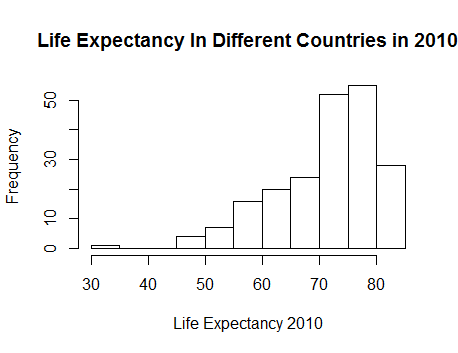 Life Expectancy In Different Countries in 2010
Frequency
50
30
10
0
30 40 50 60 70 80
Life Expectancy 2010